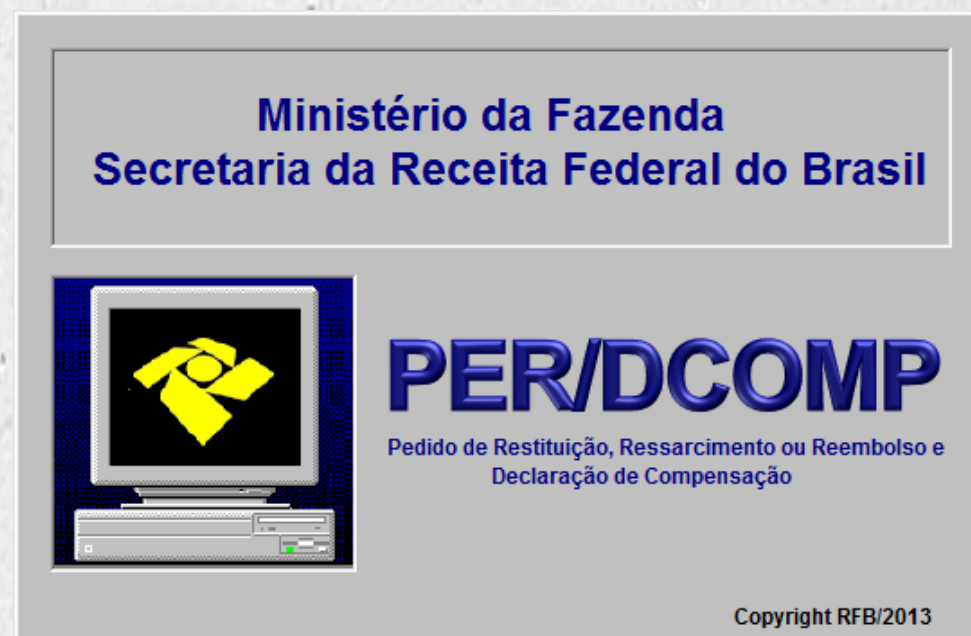 Ministério da Fazenda
Secretaria da Receita Federal do Brasil
PER/DCOMP
Pedido de Restituição, Ressarcimento ou Reembolso e
Declaração de Compensação
Copyright RFB/2013